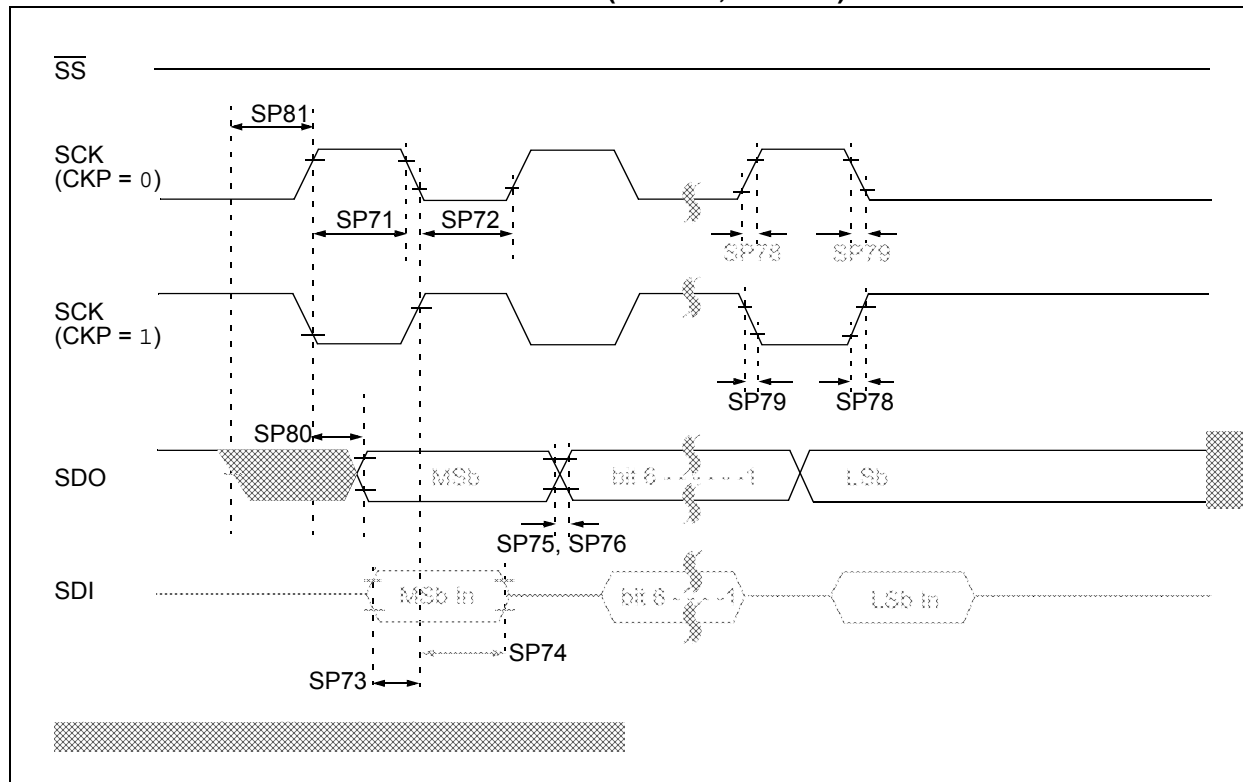 SS
SP81
SCK
(CKP = 0)
SP71
SP72
SP78
SP79
SCK
(CKP = 1)
SP79
SP78
SP80
SDO
MSb
bit 6 - - - - - -1
LSb
SP75, SP76
SDI
MSb In
bit 6 - - - -1
LSb In
SP74
SP73